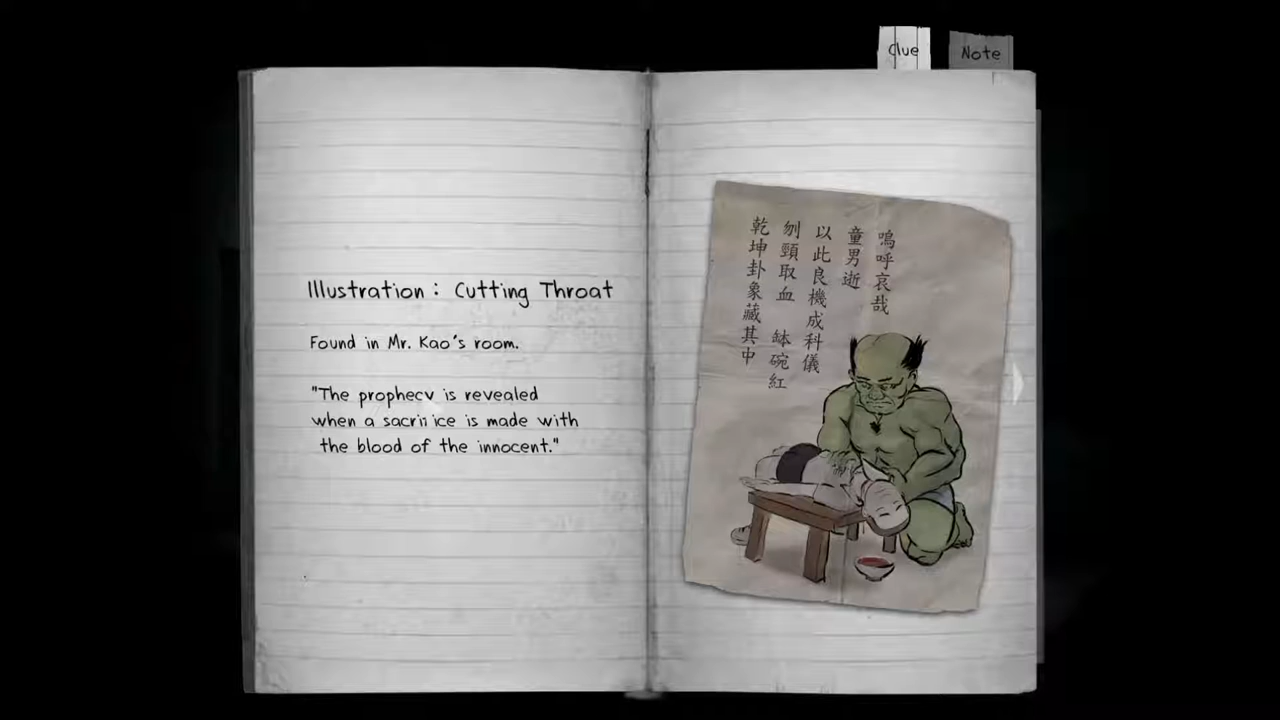 Clue
Note
Illustration : Cutting Throat
Found in Mr. Kao's room.
"The prophecy is revealed
when a sacrifice is made with
the blood of the innocent."
嗚呼哀哉
童男逝
以此良機成科儀
刎頸取血 缽碗紅
乾坤卦象藏其中